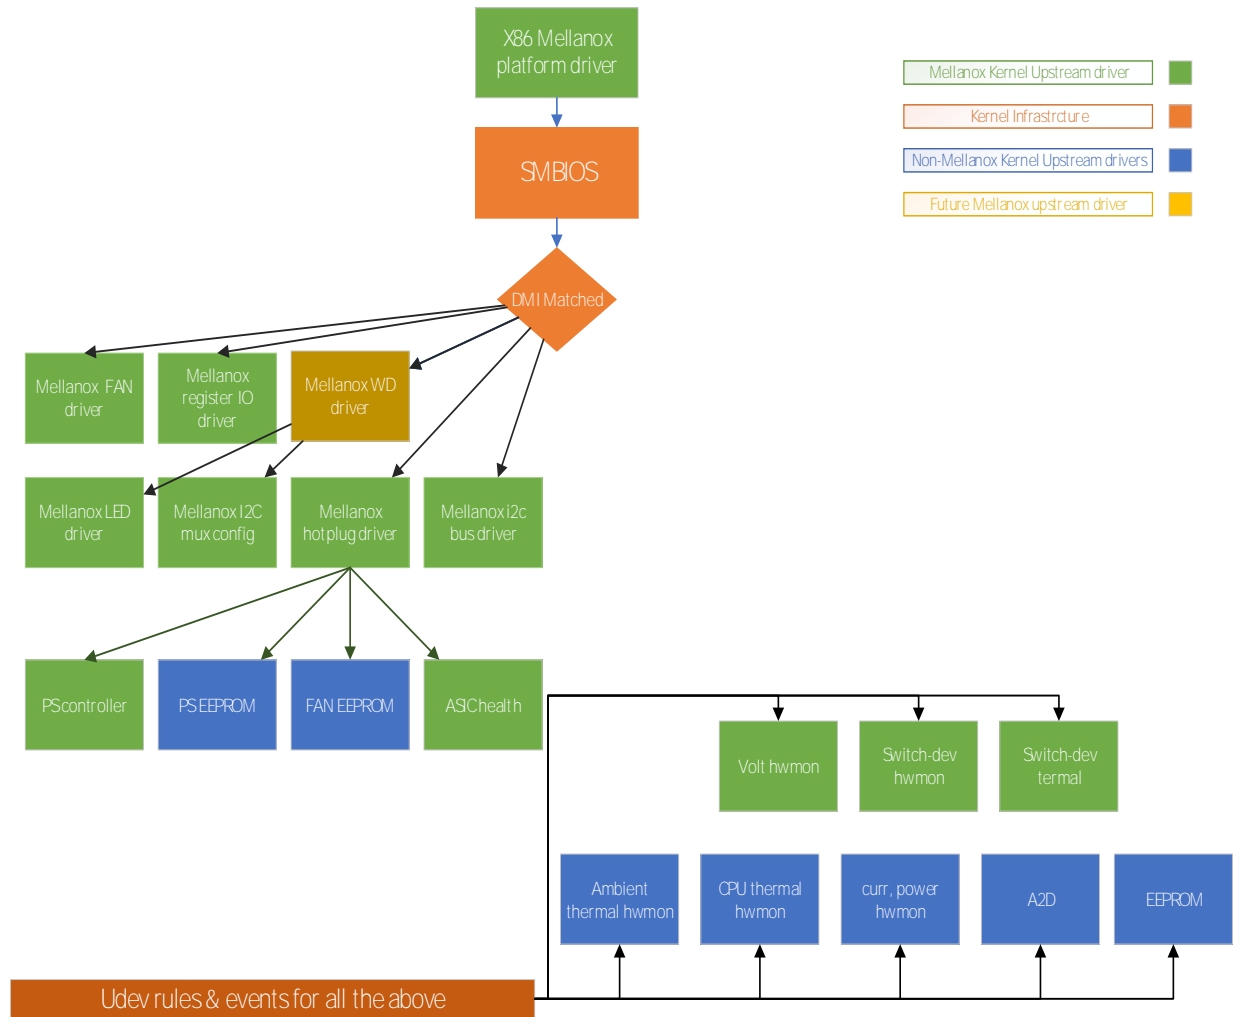 X86 Mellanox
platform driver
Mellanox Kernel Upstream driver
Kernel Infrastrcture
SMBIOS
Non-Mellanox Kernel Upstream drivers
Future Mellanox upstream driver
DMI Matched
Mellanox FAN
driver
Mellanox
register IO
driver
Mellanox WD
driver
Mellanox LED
driver
Mellanox I2C
mux config
Mellanox
hotplug driver
Mellanox i2c
bus driver
PS controller
PS EEPROM
FAN EEPROM
ASIC health
Volt hwmon
Switch-dev
hwmon
Switch-dev
termal
Ambient
thermal hwmon
CPU thermal
hwmon
curr, power
hwmon
A2D
EEPROM
Udev rules & events for all the above